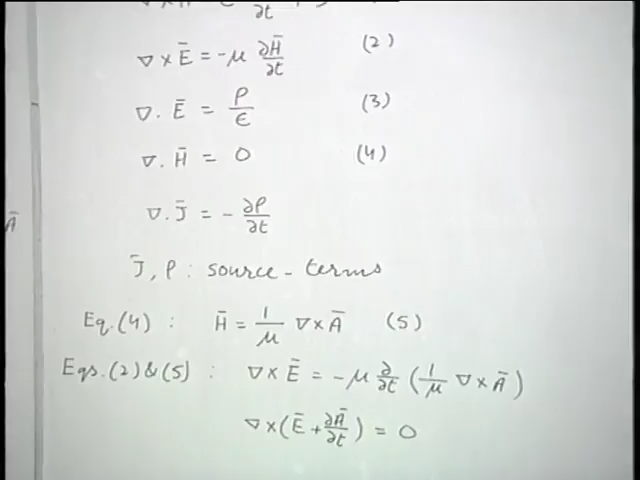 ∂t
∇ × Ē = -μ ∂H̄/∂t (2)
∇. Ē = ρ/ϵ (3)
∇. H̄ = 0 (4)
∇. J̄ = - ∂ρ/∂t
Ā
J̄, ρ : source-terms
Eq.(4) : H̄ = 1/μ ∇×Ā (5)
Eqs.(2)&(5) : ∇×Ē = -μ ∂/∂t (1/μ ∇×Ā)
∇×(Ē+∂Ā/∂t) = 0